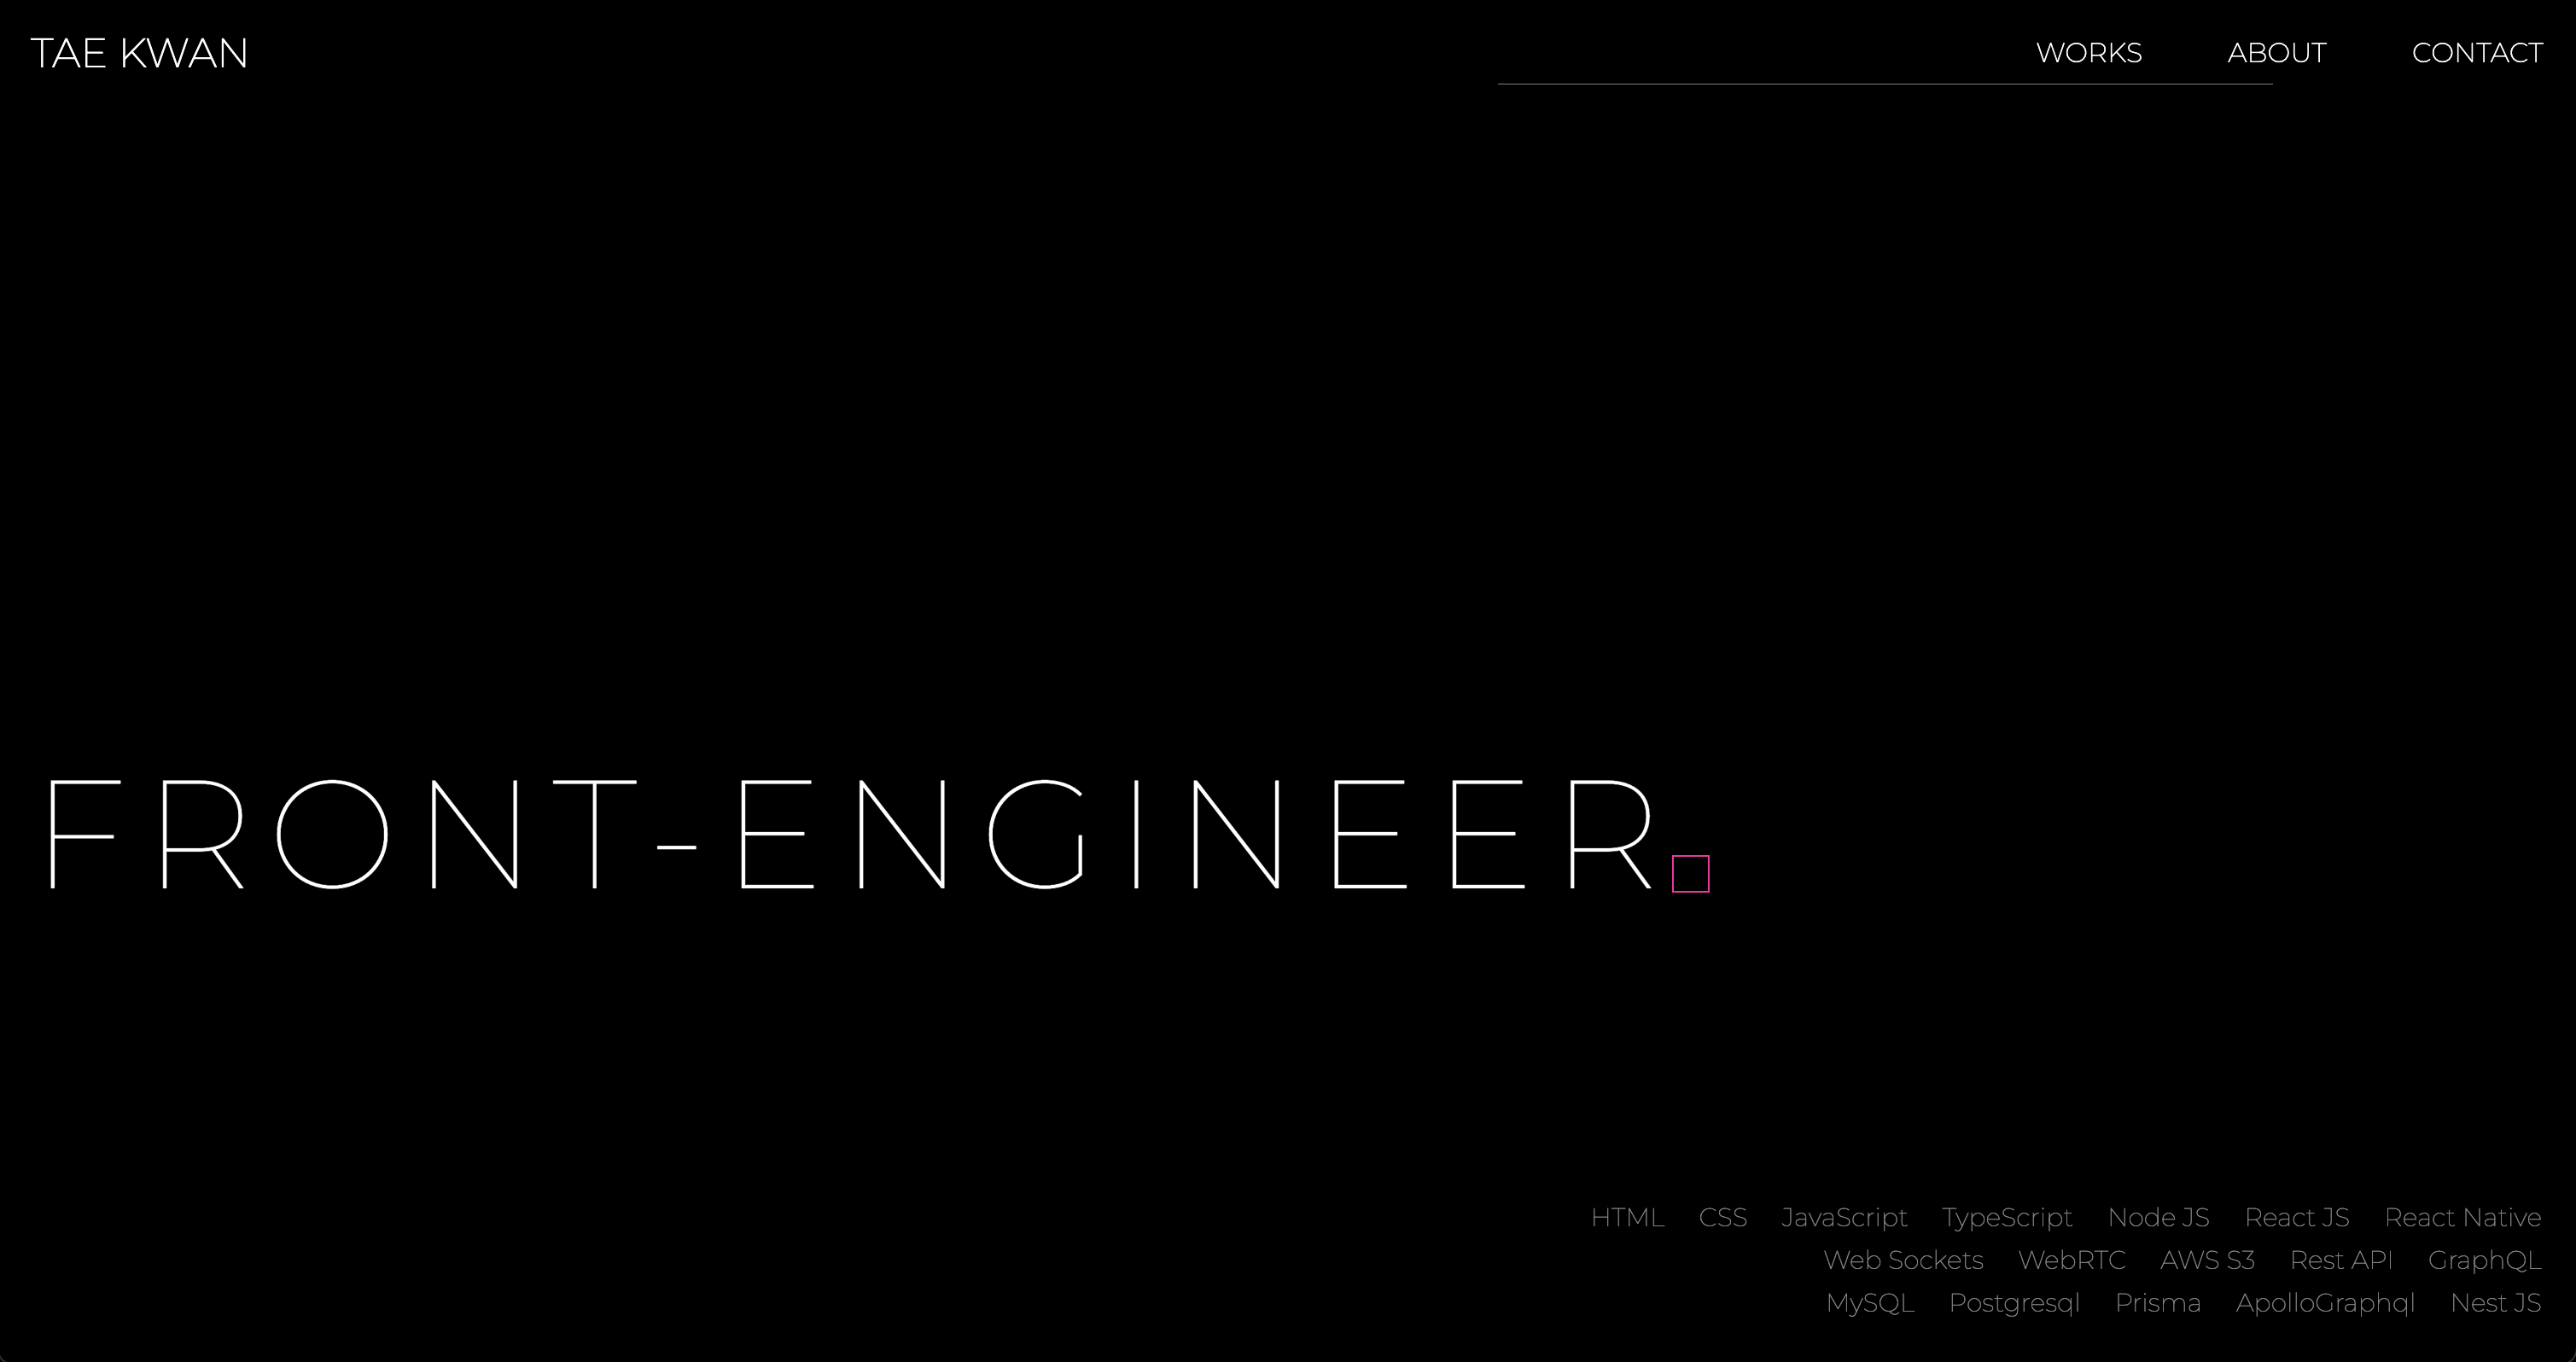 TAE KWAN
WORKS ABOUT CONTACT
FRONT-ENGINEER.
HTML CSS JavaScript TypeScript Node JS React JS React Native
Web Sockets WebRTC AWS S3 Rest API GraphQL
MySQL Postgresql Prisma ApolloGraphql Nest JS